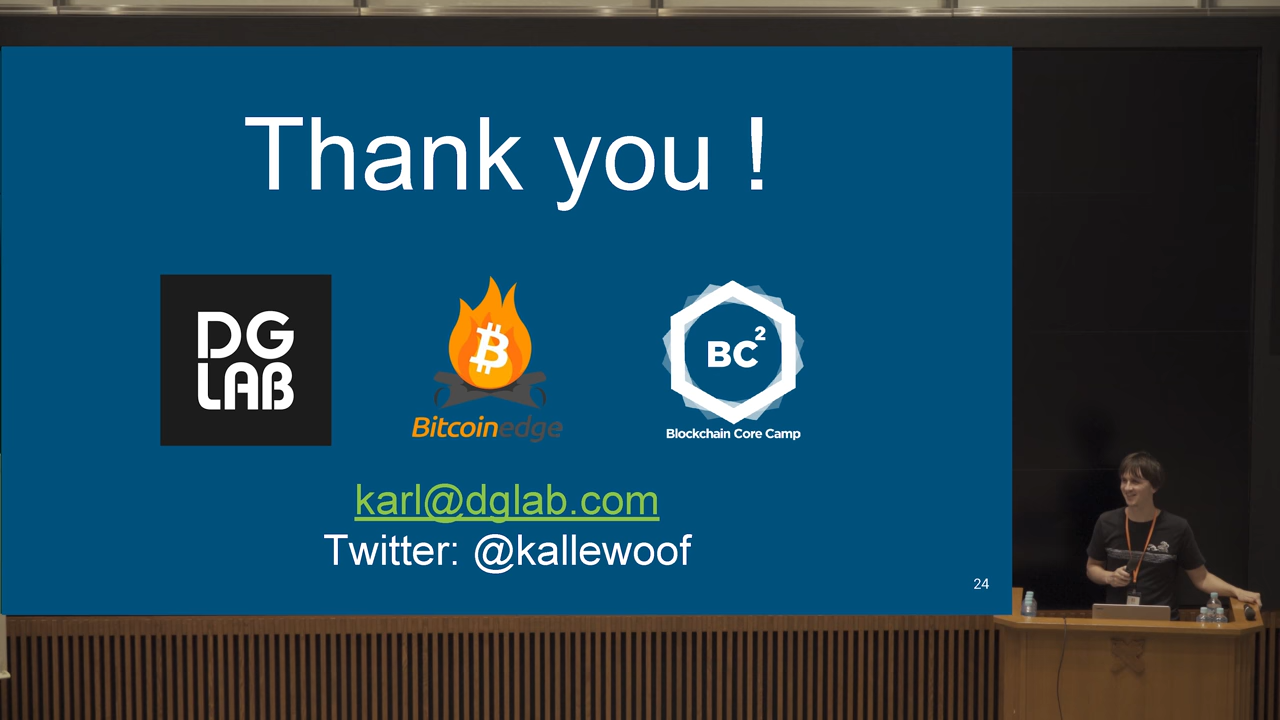 Thank you !
DG
LAB
Bitcoinedge
BC²
Blockchain Core Camp
karl@dglab.com
Twitter: @kallewoof
24